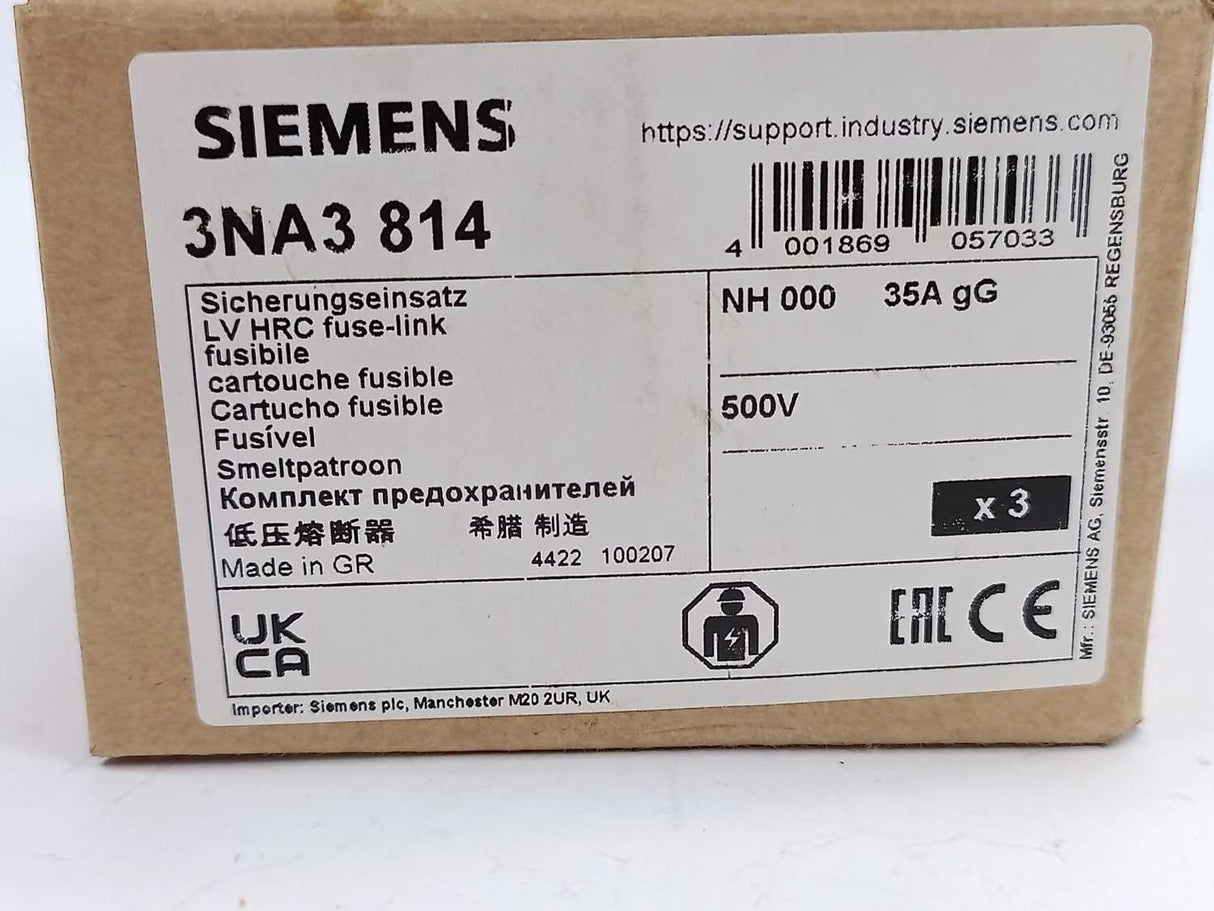 SIEMENS
https://support.industry.siemens.com
3NA3 814
4 001869 057033
Sicherungseinsatz
LV HRC fuse-link
fusibile
cartouche fusible
Cartucho fusible
Fusível
Smeltpatroon
Комплект предохранителей
低压熔断器 希腊 制造
Made in GR 4422 100207
NH 000 35A gG
500V
x 3
UK
CA
EAC CE
Importer: Siemens plc, Manchester M20 2UR, UK
Mfr.: SIEMENS AG, Siemensstr. 10, DE-93055 REGENSBURG